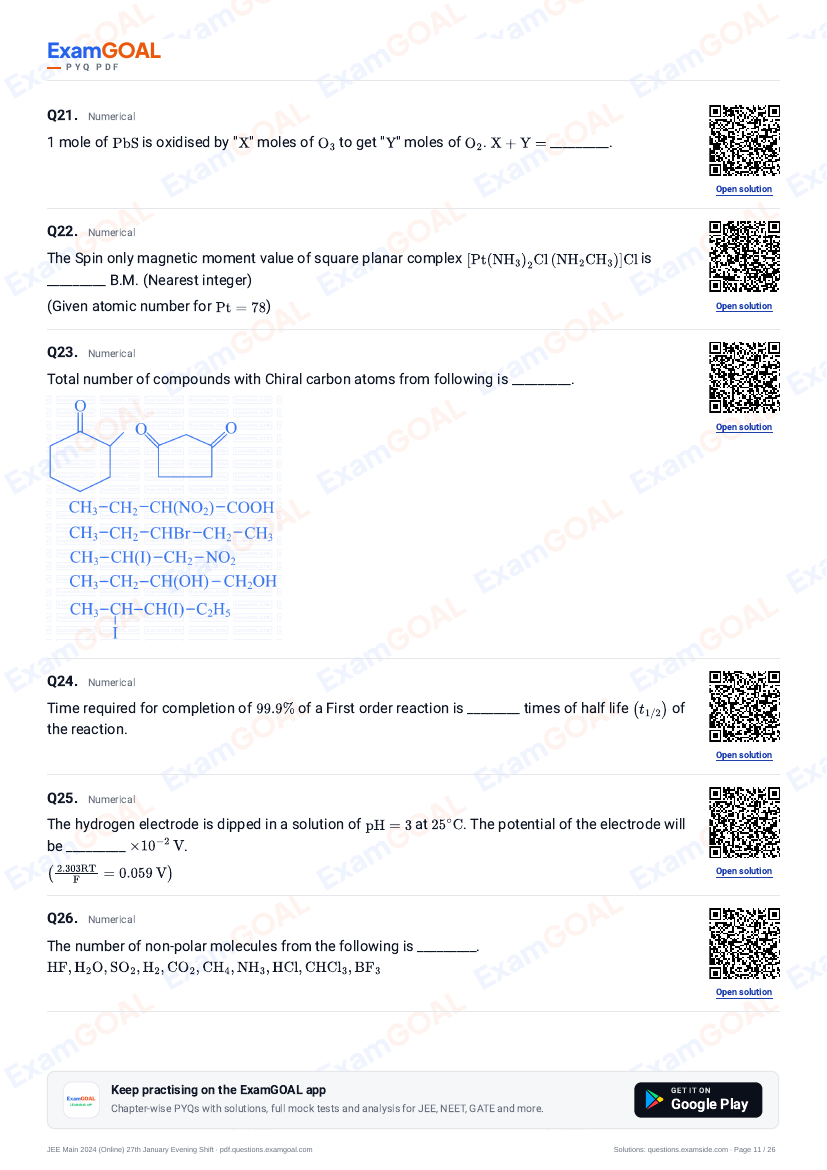 ExamGOAL
PYQ PDF
Q21. Numerical
1 mole of PbS is oxidised by "X" moles of O₃ to get "Y" moles of O₂. X + Y = ________.
Open solution
Q22. Numerical
The Spin only magnetic moment value of square planar complex [Pt(NH₃)₂Cl(NH₂CH₃)]Cl is
________ B.M. (Nearest integer)
(Given atomic number for Pt = 78)
Open solution
Q23. Numerical
Total number of compounds with Chiral carbon atoms from following is ________.
Open solution
O
O O
CH₃−CH₂−CH(NO₂)−COOH
CH₃−CH₂−CHBr−CH₂−CH₃
CH₃−CH(I)−CH₂−NO₂
CH₃−CH₂−CH(OH)−CH₂OH
CH₃−CH−CH(I)−C₂H₅
I
Q24. Numerical
Time required for completion of 99.9% of a First order reaction is ________ times of half life (t₁/₂) of
the reaction.
Open solution
Q25. Numerical
The hydrogen electrode is dipped in a solution of pH = 3 at 25°C. The potential of the electrode will
be ________ ×10⁻² V.
(2.303RT/F = 0.059 V)
Open solution
Q26. Numerical
The number of non-polar molecules from the following is ________.
HF, H₂O, SO₂, H₂, CO₂, CH₄, NH₃, HCl, CHCl₃, BF₃
Open solution
ExamGOAL
Keep practising on the ExamGOAL app
Chapter-wise PYQs with solutions, full mock tests and analysis for JEE, NEET, GATE and more.
GET IT ON
Google Play
JEE Main 2024 (Online) 27th January Evening Shift · pdf.questions.examgoal.com
Solutions: questions.examside.com · Page 11 / 26